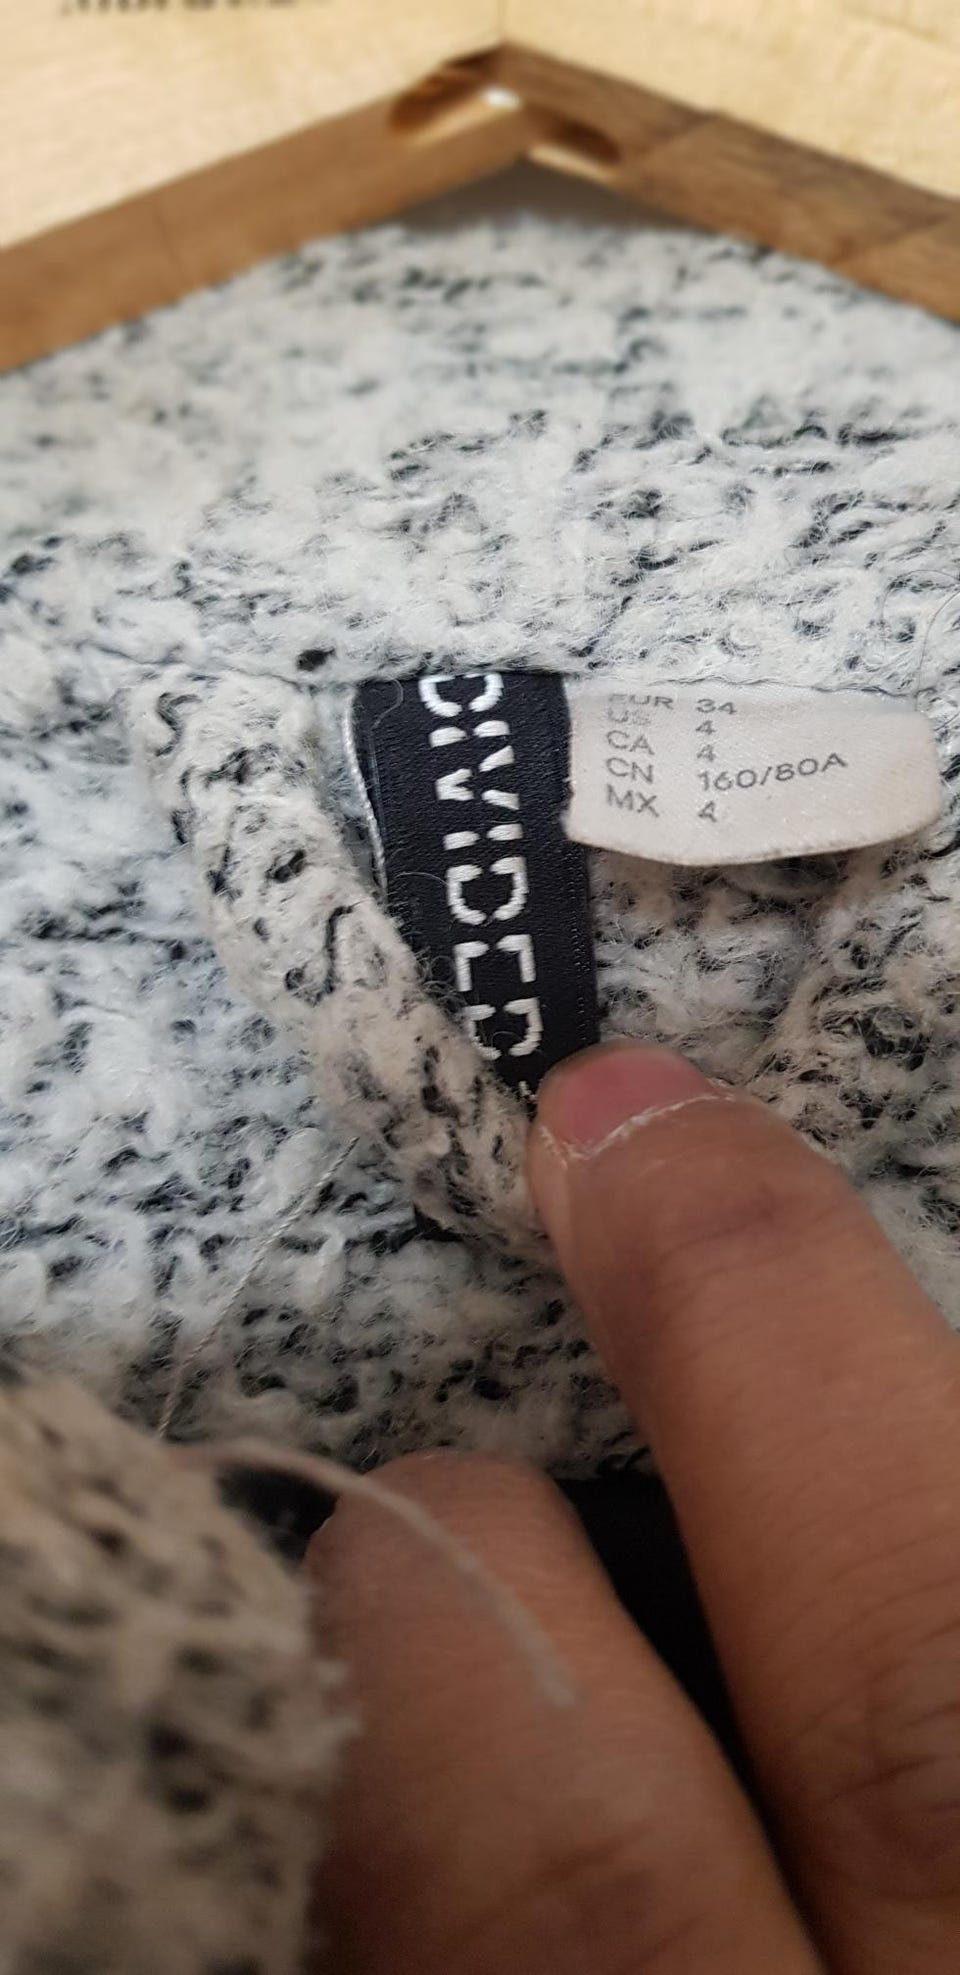 DIVIDED
EUR 34
US 4
CA 4
CN 160/80A
MX 4